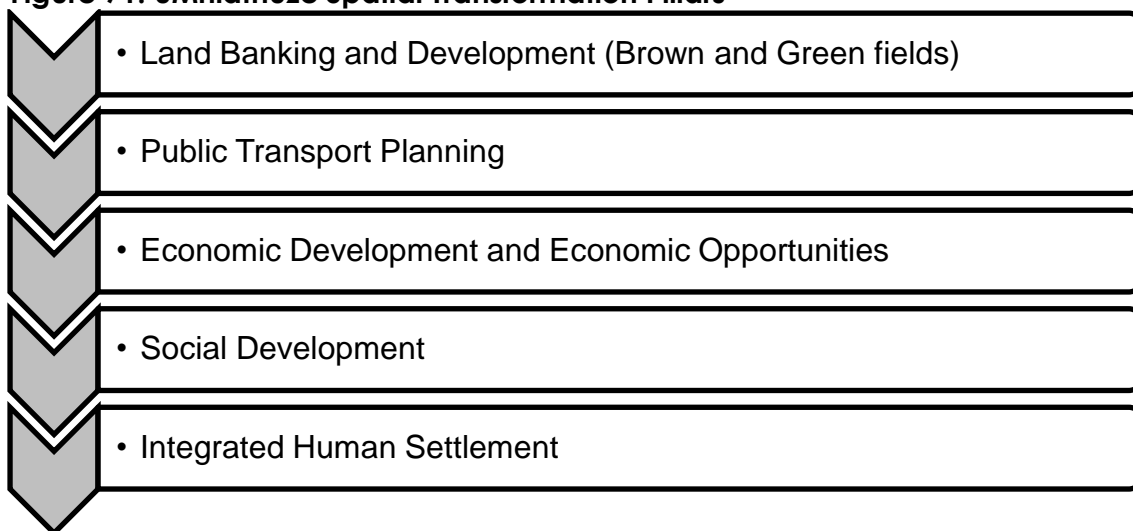 • Land Banking and Development (Brown and Green fields)
• Public Transport Planning
• Economic Development and Economic Opportunities
• Social Development
• Integrated Human Settlement